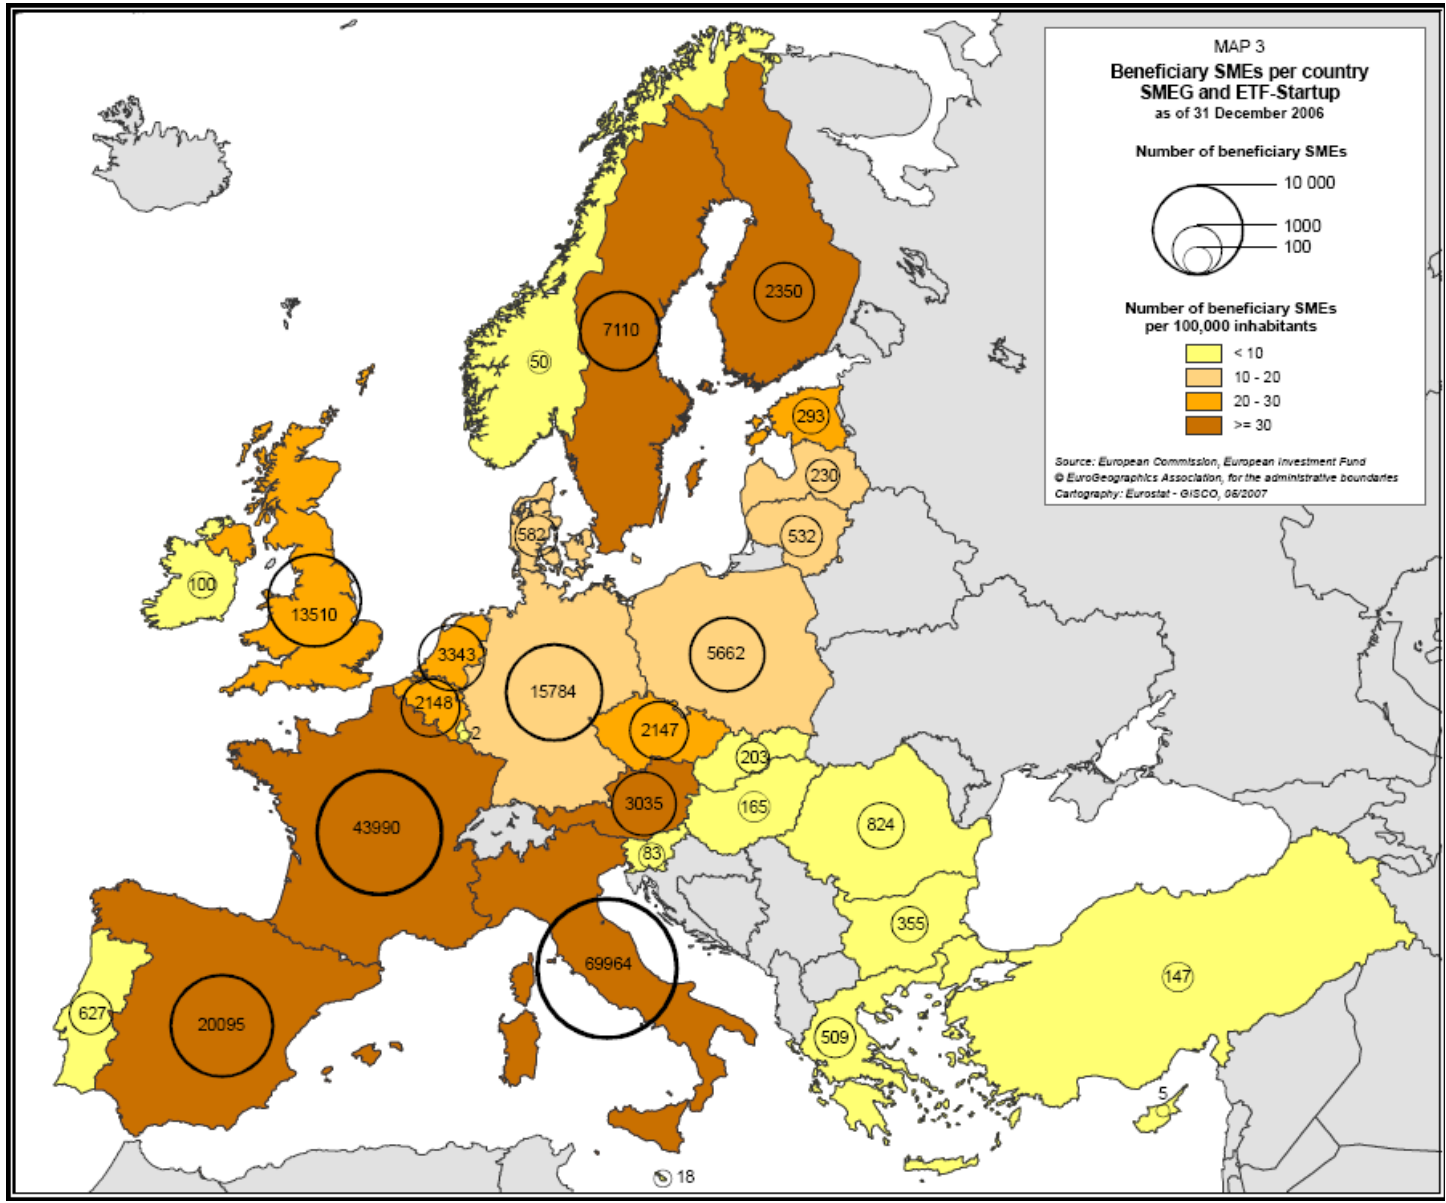 MAP 3
Beneficiary SMEs per country
SMEG and ETF-Startup
as of 31 December 2006
Number of beneficiary SMEs
10 000
1000
100
Number of beneficiary SMEs
per 100,000 inhabitants
< 10
10 - 20
20 - 30
>= 30
Source: European Commission, European Investment Fund
© EuroGeographics Association, for the administrative boundaries
Cartography: Eurostat - GISCO, 06/2007
2350
7110
50
293
230
582
532
100
13510
3343
5662
15784
2148
2147
2
203
3035
165
43990
824
83
355
69964
147
627
20095
509
5
18